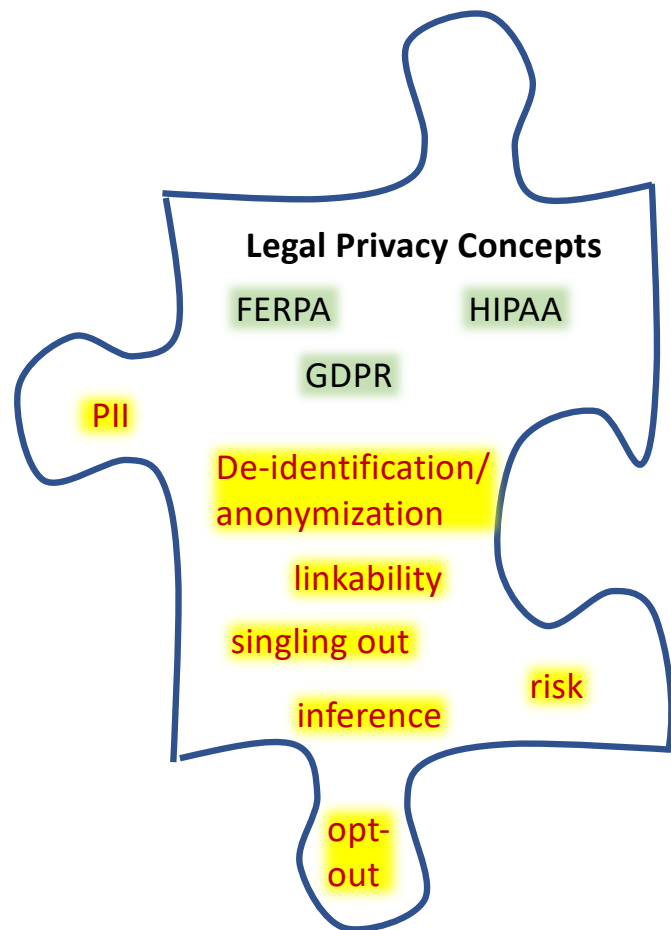 Legal Privacy Concepts
FERPA HIPAA
GDPR
PII
De-identification/
anonymization
linkability
singling out
risk
inference
opt-
out